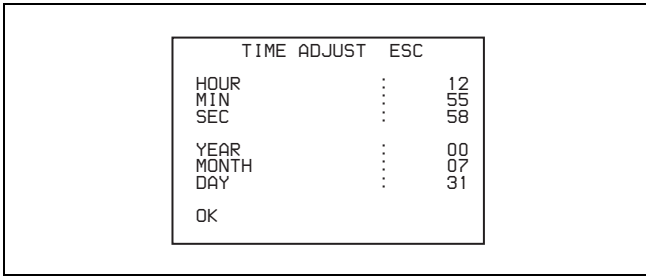 TIME ADJUST ESC
HOUR : 12
MIN : 55
SEC : 58
YEAR : 00
MONTH : 07
DAY : 31
OK